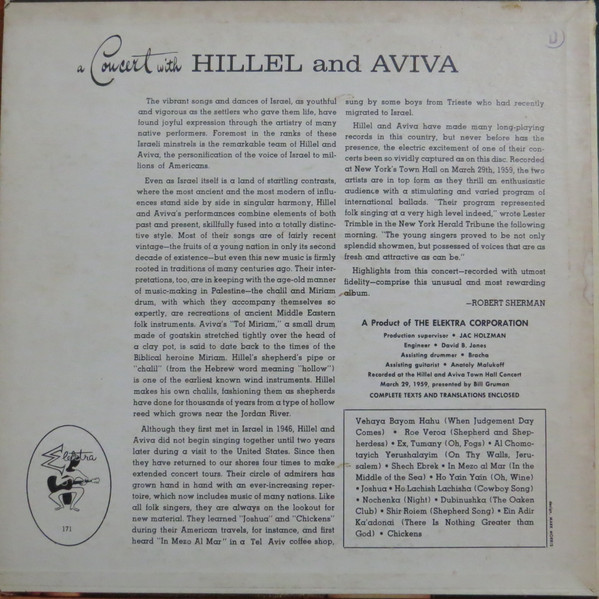 a Concert with HILLEL and AVIVA
The vibrant songs and dances of Israel, as youthful
and vigorous as the settlers who gave them life, have
found joyful expression through the artistry of many
native performers. Foremost in the ranks of these
Israeli minstrels is the remarkable team of Hillel and
Aviva, the personification of the voice of Israel to mil-
lions of Americans.
Even as Israel itself is a land of startling contrasts,
where the most ancient and the most modern of influ-
ences stand side by side in singular harmony, Hillel
and Aviva's performances combine elements of both
past and present, skillfully fused into a totally distinc-
tive style. Most of their songs are of fairly recent
vintage—the fruits of a young nation in only its second
decade of existence—but even this new music is firmly
rooted in traditions of many centuries ago. Their inter-
pretations, too, are in keeping with the age-old manner
of music-making in Palestine—the chalil and Miriam
drum, with which they accompany themselves so
expertly, are recreations of ancient Middle Eastern
folk instruments. Aviva's "Tof Miriam," a small drum
made of goatskin stretched tightly over the head of
a clay pot, is said to date back to the times of the
Biblical heroine Miriam. Hillel's shepherd's pipe or
"chalil" (from the Hebrew word meaning "hollow")
is one of the earliest known wind instruments. Hillel
makes his own chalils, fashioning them as shepherds
have done for thousands of years from a type of hollow
reed which grows near the Jordan River.
Although they first met in Israel in 1946, Hillel and
Aviva did not begin singing together until two years
later during a visit to the United States. Since then
they have returned to our shores four times to make
extended concert tours. Their circle of admirers has
grown hand in hand with an ever-increasing reper-
toire, which now includes music of many nations. Like
all folk singers, they are always on the lookout for
new material. They learned "Joshua" and "Chickens"
during their American travels, for instance, and first
heard "In Mezo Al Mar" in a Tel Aviv coffee shop,
sung by some boys from Trieste who had recently
migrated to Israel.
Hillel and Aviva have made many long-playing
records in this country, but never before has the
presence, the electric excitement of one of their con-
certs been so vividly captured as on this disc. Recorded
at New York's Town Hall on March 29th, 1959, the two
artists are in top form as they thrill an enthusiastic
audience with a stimulating and varied program of
international ballads. "Their program represented
folk singing at a very high level indeed," wrote Lester
Trimble in the New York Herald Tribune the following
morning. "The young singers proved to be not only
splendid showmen, but possessed of voices that are as
fresh and attractive as can be."
Highlights from this concert—recorded with utmost
fidelity—comprise this unusual and most rewarding
album.
—ROBERT SHERMAN
A Product of THE ELEKTRA CORPORATION
Production supervisor • JAC HOLZMAN
Engineer • David B. Jones
Assisting drummer • Bracha
Assisting guitarist • Anatoly Malukoff
Recorded at the Hillel and Aviva Town Hall Concert
March 29, 1959, presented by Bill Gruman
COMPLETE TEXTS AND TRANSLATIONS ENCLOSED
Vehaya Bayom Hahu (When Judgement Day
Comes) • Roe Veroa (Shepherd and Shep-
herdess) • Ex, Tumany (Oh, Fogs) • Al Chomo-
tayich Yerushalayim (On Thy Walls, Jeru-
salem) • Shech Ebrek • In Mezo al Mar (In the
Middle of the Sea) • Ho Yain Yain (Oh, Wine)
• Joshua • Ho Lachish Lachisha (Cowboy Song)
• Nochenka (Night) • Dubinushka (The Oaken
Club) • Shir Roiem (Shepherd Song) • Ein Adir
Ka'adonai (There Is Nothing Greater than
God) • Chickens
Elektra
171